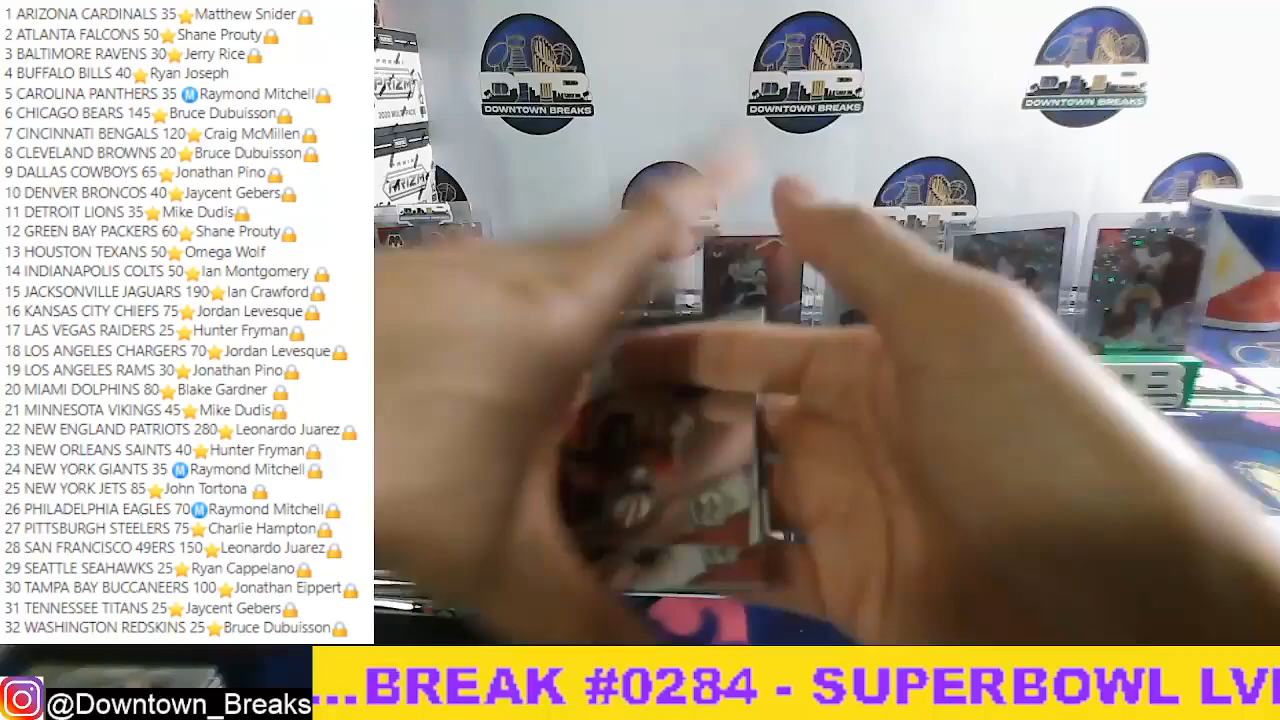 1 ARIZONA CARDINALS 35⭐Matthew Snider🔒
2 ATLANTA FALCONS 50⭐Shane Prouty🔒
3 BALTIMORE RAVENS 30⭐Jerry Rice🔒
4 BUFFALO BILLS 40⭐Ryan Joseph
5 CAROLINA PANTHERS 35 Ⓜ️Raymond Mitchell🔒
6 CHICAGO BEARS 145⭐Bruce Dubuisson🔒
7 CINCINNATI BENGALS 120⭐Craig McMillen🔒
8 CLEVELAND BROWNS 20⭐Bruce Dubuisson🔒
9 DALLAS COWBOYS 65⭐Jonathan Pino🔒
10 DENVER BRONCOS 40⭐Jaycent Gebers🔒
11 DETROIT LIONS 35⭐Mike Dudis🔒
12 GREEN BAY PACKERS 60⭐Shane Prouty🔒
13 HOUSTON TEXANS 50⭐Omega Wolf
14 INDIANAPOLIS COLTS 50⭐Ian Montgomery 🔒
15 JACKSONVILLE JAGUARS 190⭐Ian Crawford🔒
16 KANSAS CITY CHIEFS 75⭐Jordan Levesque🔒
17 LAS VEGAS RAIDERS 25⭐Hunter Fryman🔒
18 LOS ANGELES CHARGERS 70⭐Jordan Levesque🔒
19 LOS ANGELES RAMS 30⭐Jonathan Pino🔒
20 MIAMI DOLPHINS 80⭐Blake Gardner 🔒
21 MINNESOTA VIKINGS 45⭐Mike Dudis🔒
22 NEW ENGLAND PATRIOTS 280⭐Leonardo Juarez🔒
23 NEW ORLEANS SAINTS 40⭐Hunter Fryman🔒
24 NEW YORK GIANTS 35 Ⓜ️Raymond Mitchell🔒
25 NEW YORK JETS 85⭐John Tortona 🔒
26 PHILADELPHIA EAGLES 70Ⓜ️Raymond Mitchell🔒
27 PITTSBURGH STEELERS 75⭐Charlie Hampton🔒
28 SAN FRANCISCO 49ERS 150⭐Leonardo Juarez🔒
29 SEATTLE SEAHAWKS 25⭐Ryan Cappelano🔒
30 TAMPA BAY BUCCANEERS 100⭐Jonathan Eippert🔒
31 TENNESSEE TITANS 25⭐Jaycent Gebers🔒
32 WASHINGTON REDSKINS 25⭐Bruce Dubuisson🔒
PRIZM
PRIZM
DTB
DOWNTOWN BREAKS
DTB
DOWNTOWN BREAKS
DTB
DOWNTOWN BREAKS
@Downtown_Breaks
...BREAK #0284 - SUPERBOWL LVI